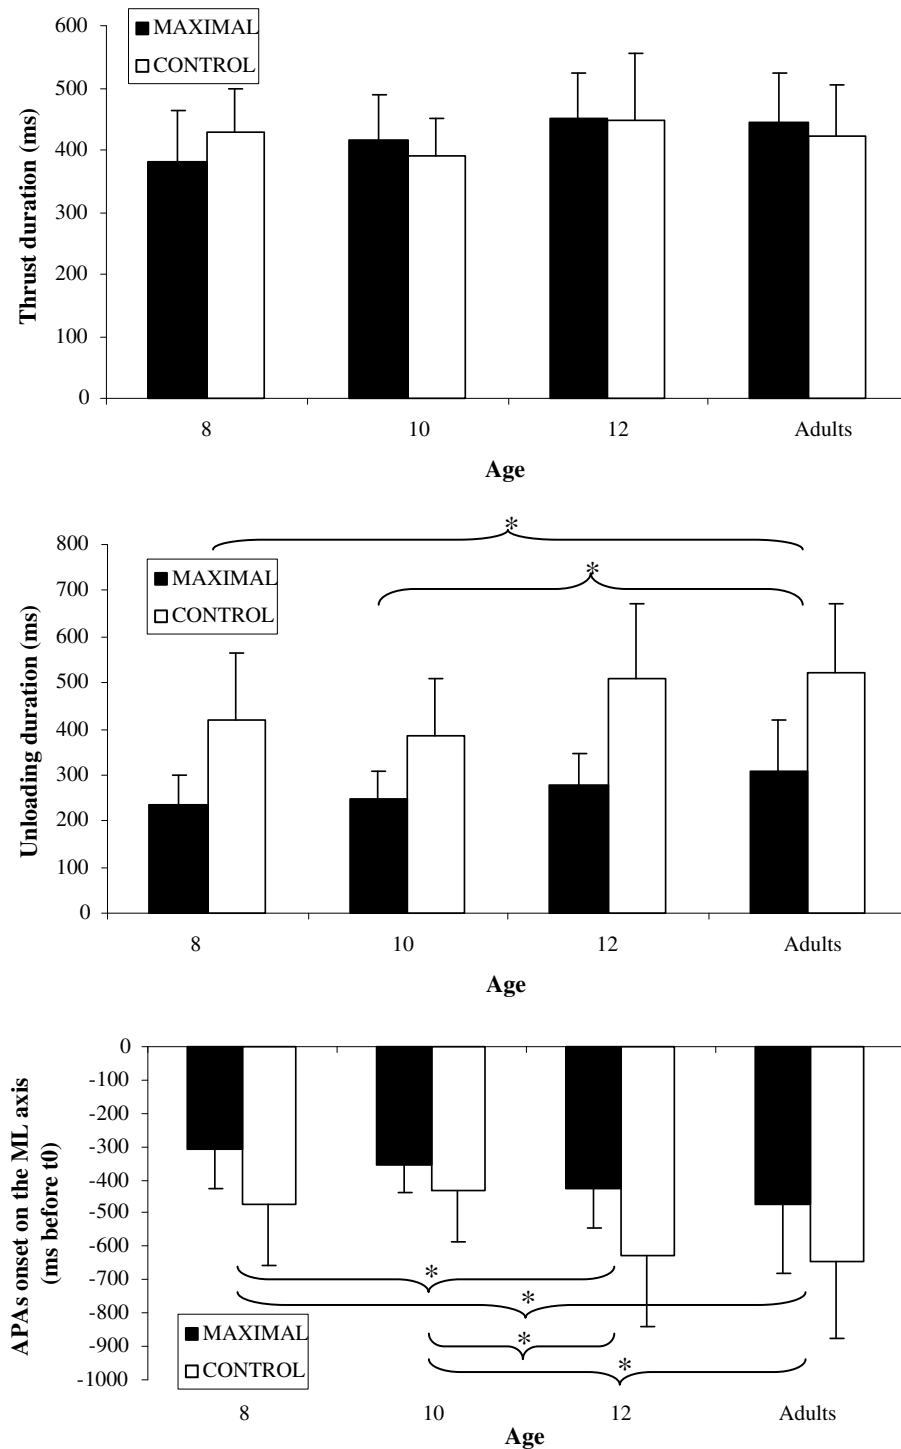 Thrust duration (ms)
600
500
400
300
200
100
0
MAXIMAL
CONTROL
8 10 12 Adults
Age
Unloading duration (ms)
800
700
600
500
400
300
200
100
0
MAXIMAL
CONTROL
*
*
8 10 12 Adults
Age
APAs onset on the ML axis
(ms before t0)
0
-100
-200
-300
-400
-500
-600
-700
-800
-900
-1000
*
*
*
*
MAXIMAL
CONTROL
8 10 12 Adults
Age